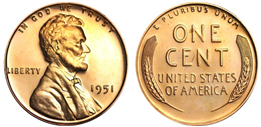 IN GOD WE TRUST
LIBERTY
1951
E PLURIBUS UNUM
ONE
CENT
UNITED STATES
OF AMERICA